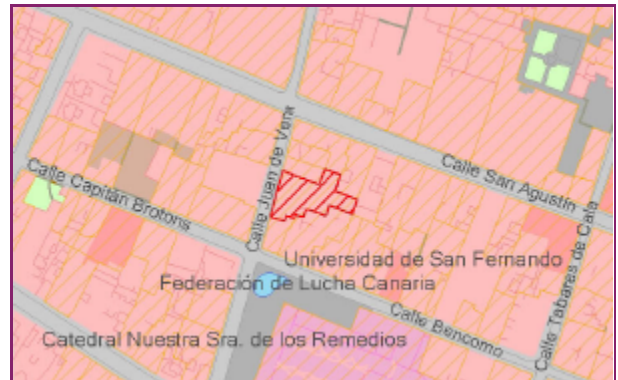 Calle Juan de Vera
Calle San Agustín
Calle Capitán Brotons
Universidad de San Fernando
Federación de Lucha Canaria
Calle Bencomo
Calle Tabares de Cala
Catedral Nuestra Sra. de los Remedios